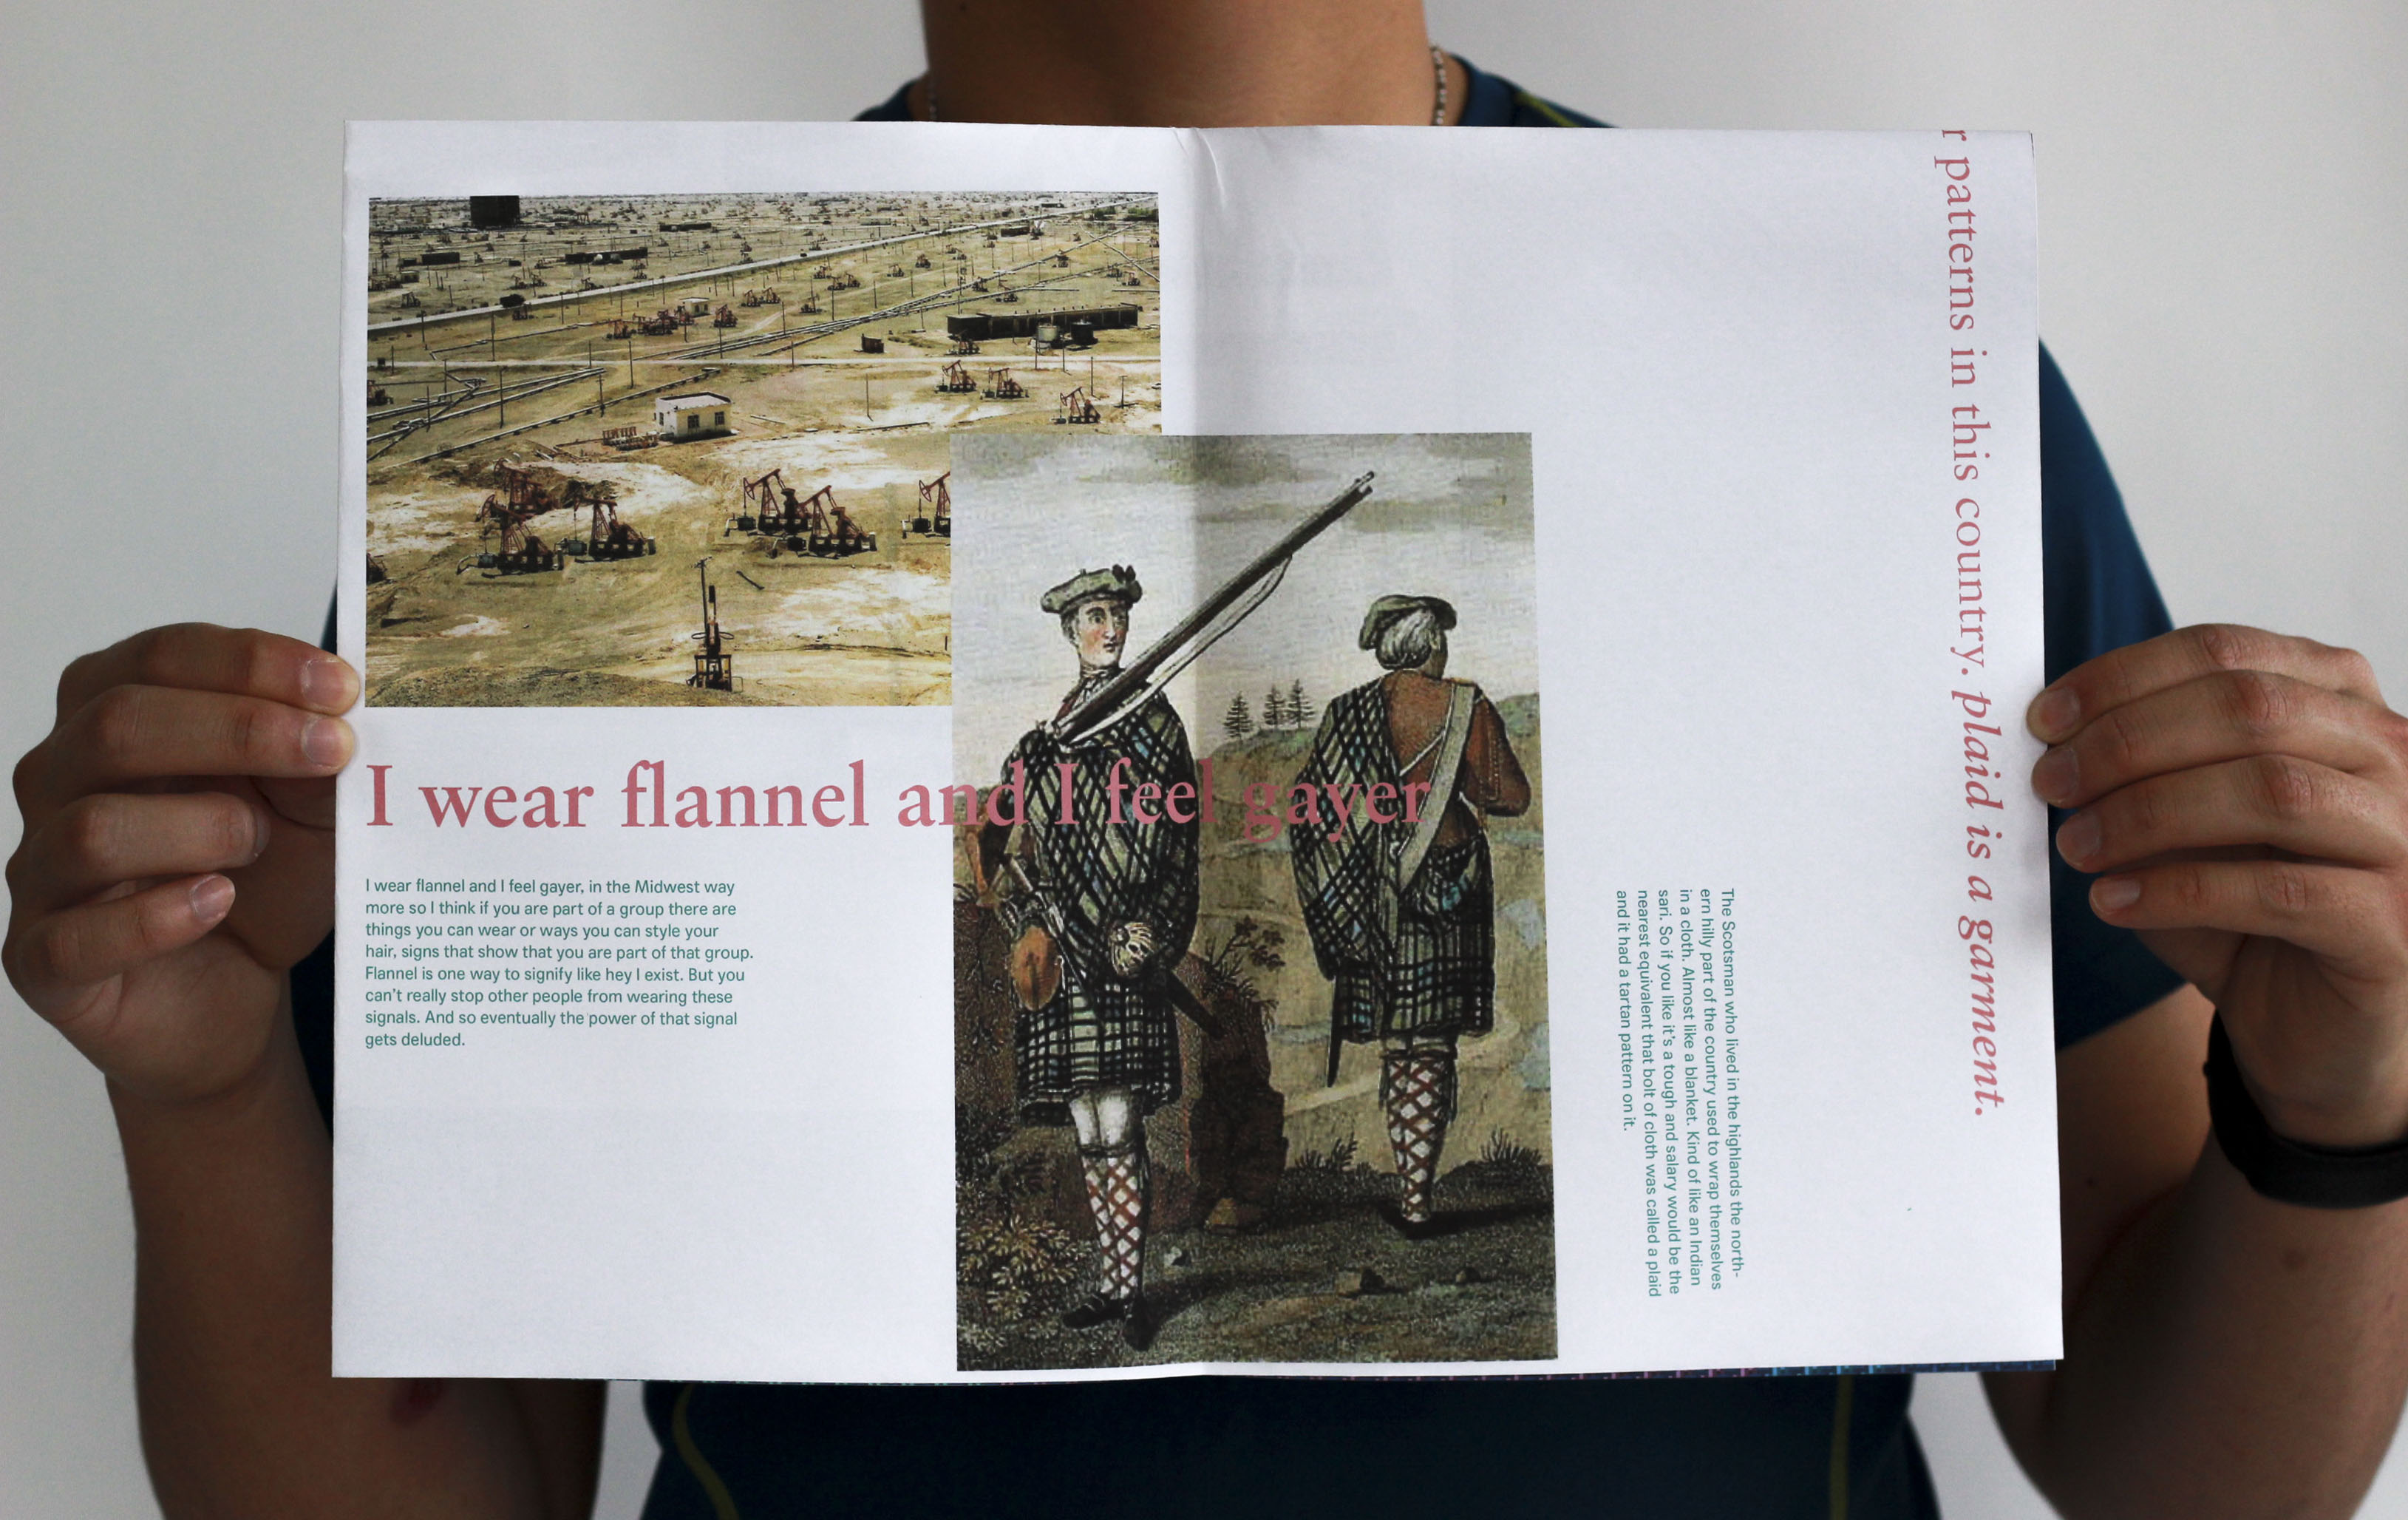 I wear flannel and I feel gayer
I wear flannel and I feel gayer, in the Midwest way
more so I think if you are part of a group there are
things you can wear or ways you can style your
hair, signs that show that you are part of that group.
Flannel is one way to signify like hey I exist. But you
can't really stop other people from wearing these
signals. And so eventually the power of that signal
gets deluded.
The Scotsman who lived in the highlands the north-
ern hilly part of the country used to wrap themselves
in a cloth. Almost like a blanket. Kind of like an Indian
sari. So if you like it's a tough and salary would be the
nearest equivalent that bolt of cloth was called a plaid
and it had a tartan pattern on it.
r patterns in this country. plaid is a garment.